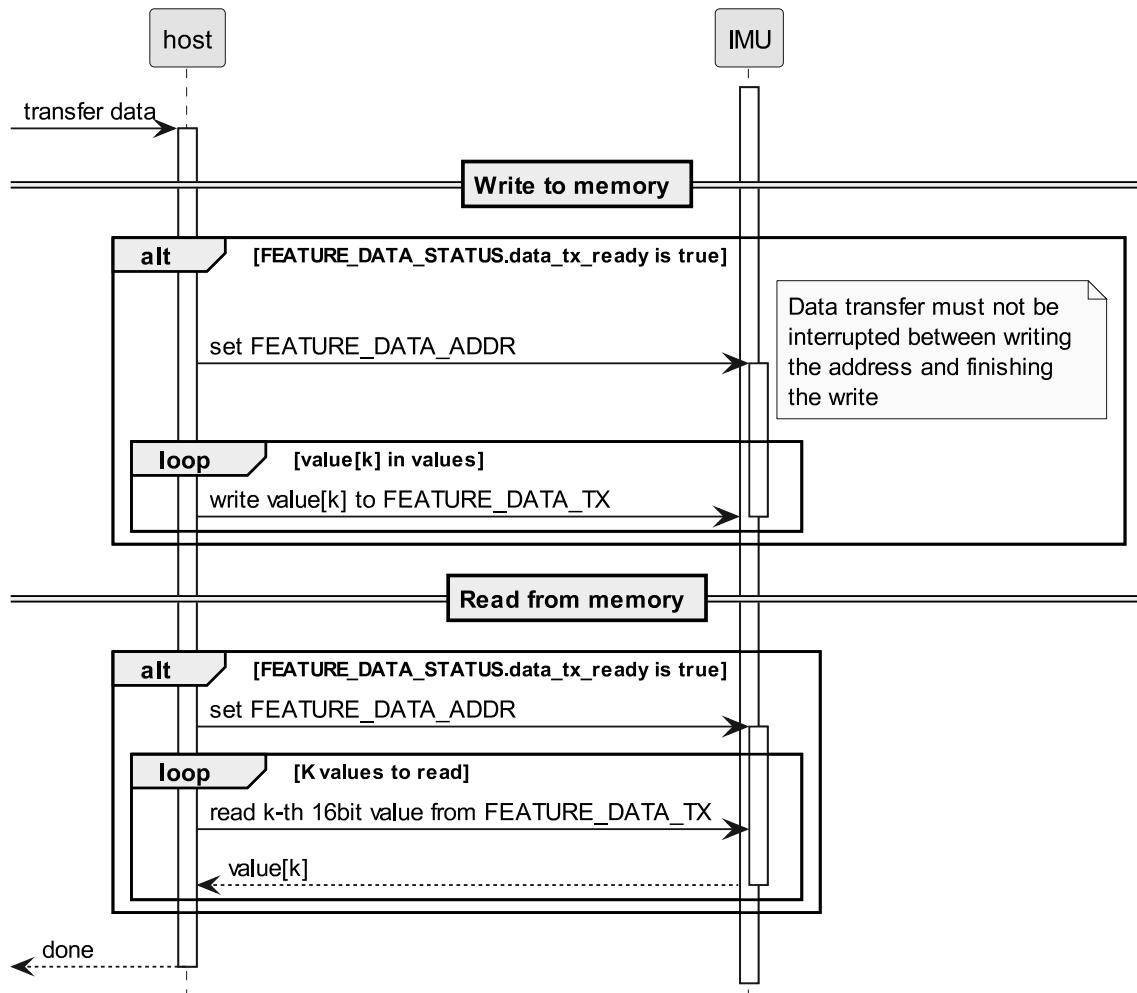 host
IMU
transfer data
Write to memory
alt
[FEATURE_DATA_STATUS.data_tx_ready is true]
Data transfer must not be
interrupted between writing
the address and finishing
the write
set FEATURE_DATA_ADDR
loop
[value[k] in values]
write value[k] to FEATURE_DATA_TX
Read from memory
alt
[FEATURE_DATA_STATUS.data_tx_ready is true]
set FEATURE_DATA_ADDR
loop
[K values to read]
read k-th 16bit value from FEATURE_DATA_TX
value[k]
done